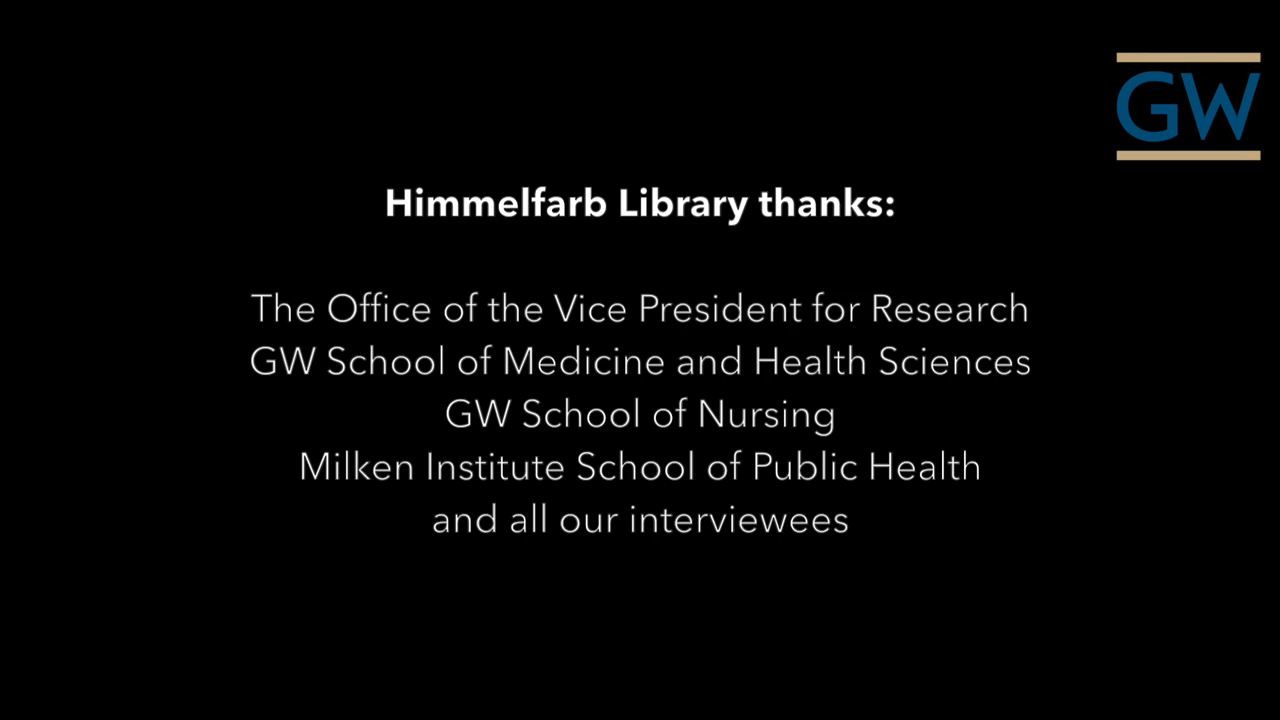 GW
Himmelfarb Library thanks:
The Office of the Vice President for Research
GW School of Medicine and Health Sciences
GW School of Nursing
Milken Institute School of Public Health
and all our interviewees